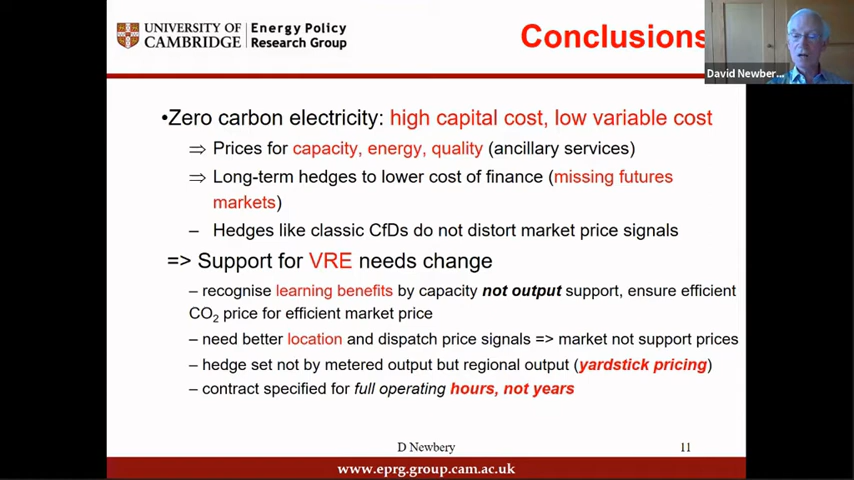 UNIVERSITY OF
CAMBRIDGE
Energy Policy
Research Group
Conclusions
David Newber...
•Zero carbon electricity: high capital cost, low variable cost
⇒ Prices for capacity, energy, quality (ancillary services)
⇒ Long-term hedges to lower cost of finance (missing futures
markets)
– Hedges like classic CfDs do not distort market price signals
=> Support for VRE needs change
– recognise learning benefits by capacity not output support, ensure efficient
CO₂ price for efficient market price
– need better location and dispatch price signals => market not support prices
– hedge set not by metered output but regional output (yardstick pricing)
– contract specified for full operating hours, not years
D Newbery
11
www.eprg.group.cam.ac.uk